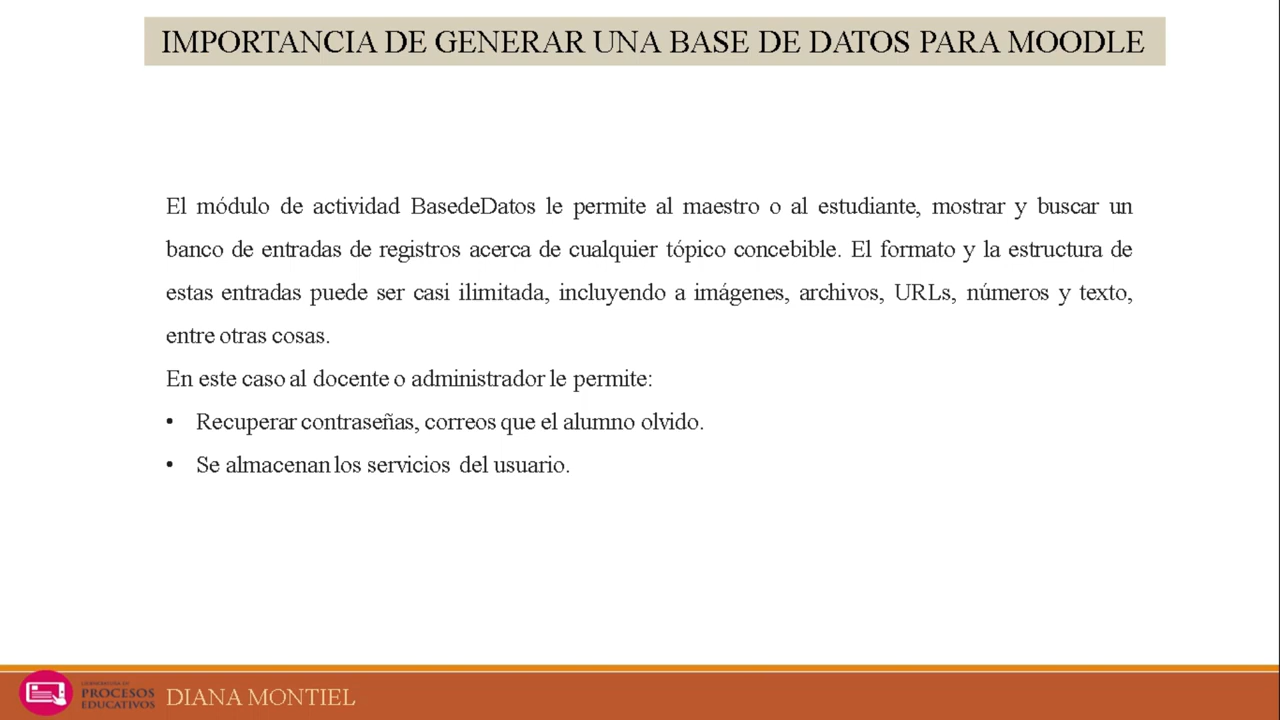 IMPORTANCIA DE GENERAR UNA BASE DE DATOS PARA MOODLE
El módulo de actividad BasedeDatos le permite al maestro o al estudiante, mostrar y buscar un
banco de entradas de registros acerca de cualquier tópico concebible. El formato y la estructura de
estas entradas puede ser casi ilimitada, incluyendo a imágenes, archivos, URLs, números y texto,
entre otras cosas.
En este caso al docente o administrador le permite:
• Recuperar contraseñas, correos que el alumno olvido.
• Se almacenan los servicios del usuario.
PROCESOS
EDUCATIVOS
DIANA MONTIEL